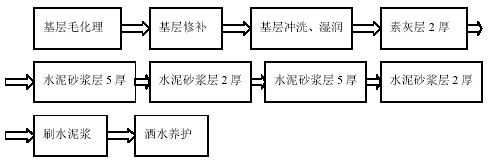 基层毛化理 基层修补 基层冲洗、湿润 素灰层 2 厚
水泥砂浆层 5 厚 水泥砂浆层 2 厚 水泥砂浆层 5 厚 水泥砂浆层 2 厚
刷水泥浆 洒水养护